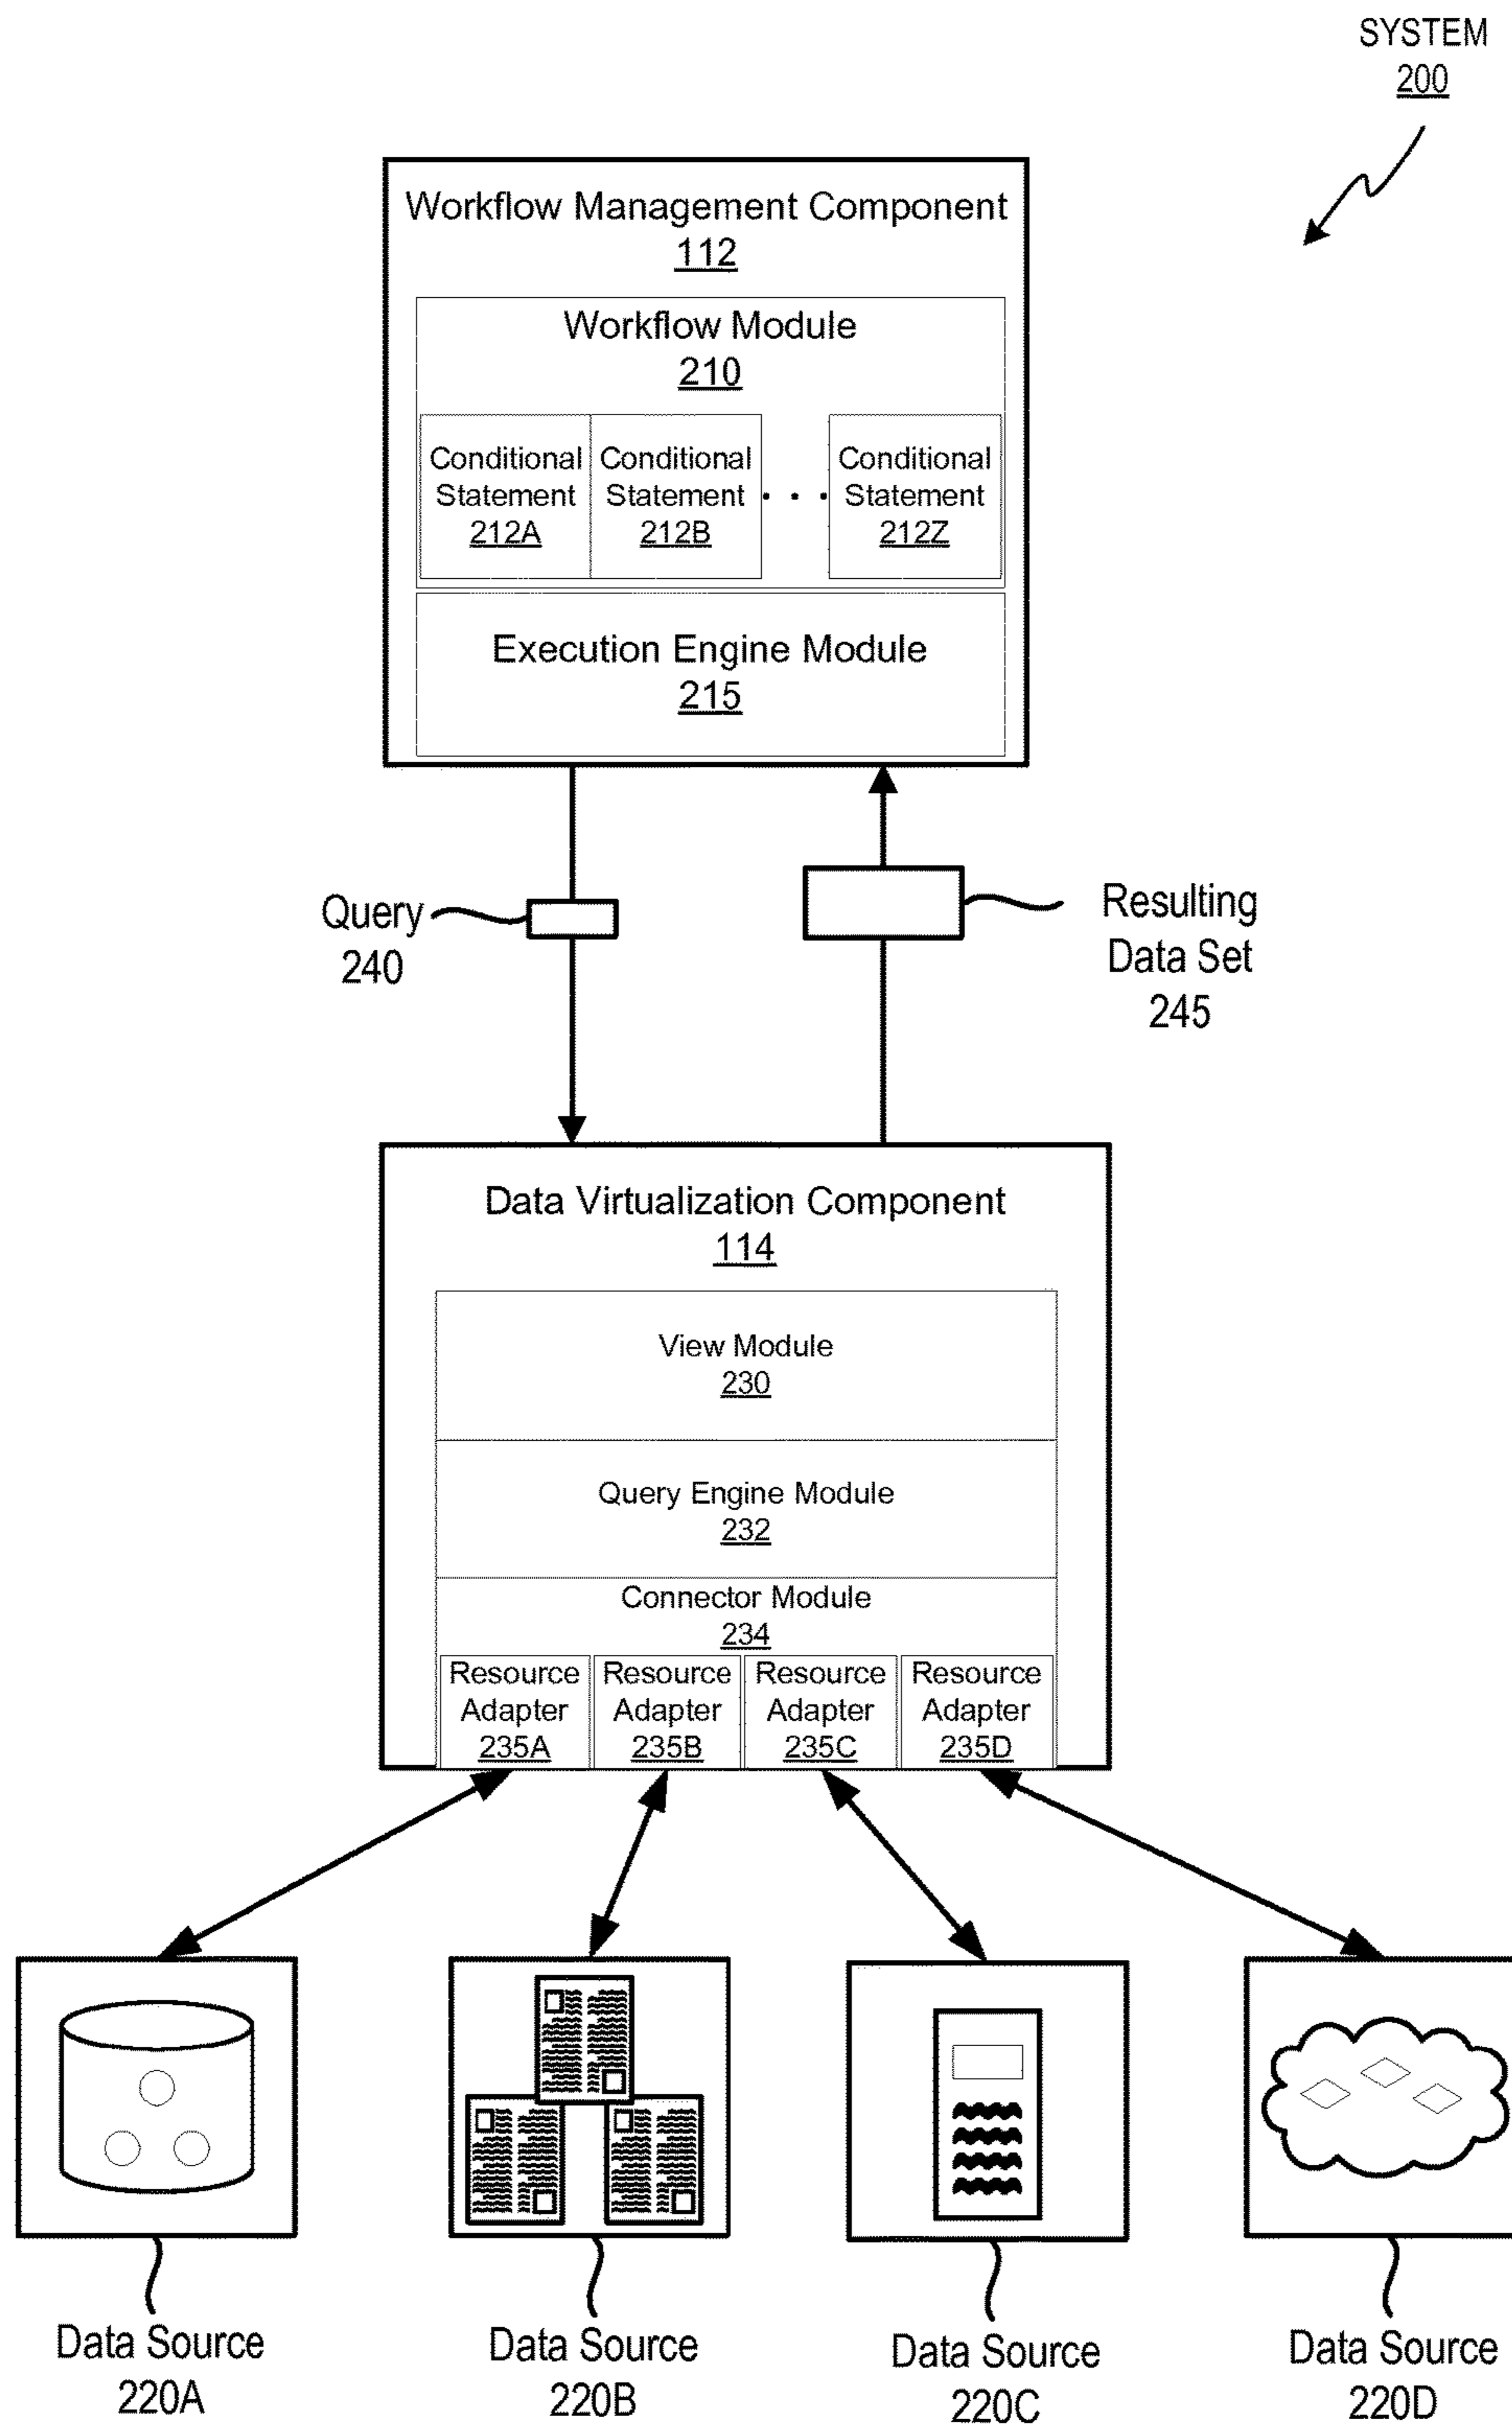 SYSTEM
200
Workflow Management Component
112
Workflow Module
210
Conditional Conditional Conditional
Statement Statement . . . Statement
212A 212B 212Z
Execution Engine Module
215
Query
240
Resulting
Data Set
245
Data Virtualization Component
114
View Module
230
Query Engine Module
232
Connector Module
234
Resource Resource Resource Resource
Adapter Adapter Adapter Adapter
235A 235B 235C 235D
Data Source Data Source Data Source Data Source
220A 220B 220C 220D